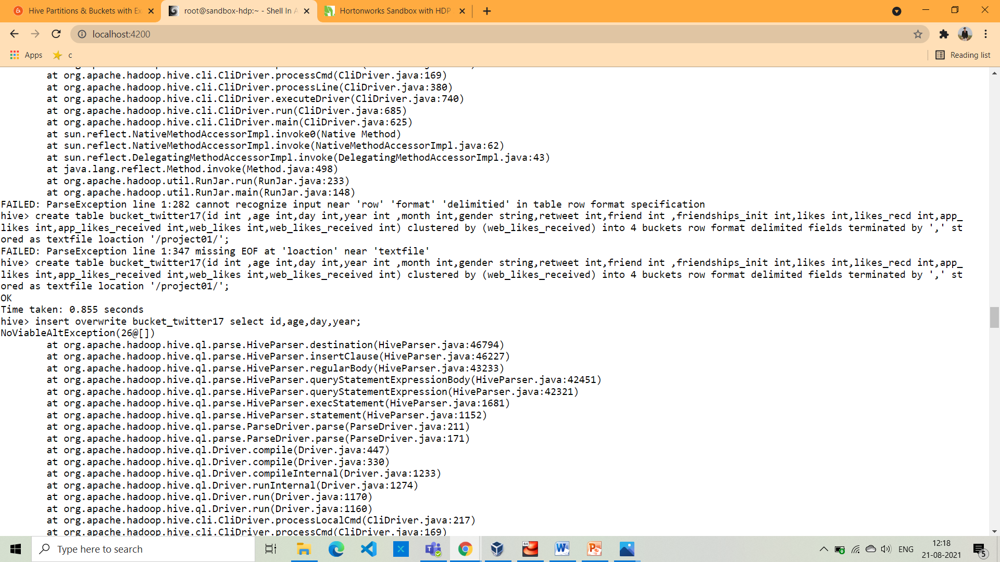 Hive Partitions & Buckets with Ex
root@sandbox-hdp:~ - Shell In A
Hortonworks Sandbox with HDP
localhost:4200
Apps
c
Reading list
at org.apache.hadoop.hive.cli.CliDriver.processCmd(CliDriver.java:169)
at org.apache.hadoop.hive.cli.CliDriver.processLine(CliDriver.java:380)
at org.apache.hadoop.hive.cli.CliDriver.executeDriver(CliDriver.java:740)
at org.apache.hadoop.hive.cli.CliDriver.run(CliDriver.java:685)
at org.apache.hadoop.hive.cli.CliDriver.main(CliDriver.java:625)
at sun.reflect.NativeMethodAccessorImpl.invoke0(Native Method)
at sun.reflect.NativeMethodAccessorImpl.invoke(NativeMethodAccessorImpl.java:62)
at sun.reflect.DelegatingMethodAccessorImpl.invoke(DelegatingMethodAccessorImpl.java:43)
at java.lang.reflect.Method.invoke(Method.java:498)
at org.apache.hadoop.util.RunJar.run(RunJar.java:233)
at org.apache.hadoop.util.RunJar.main(RunJar.java:148)
FAILED: ParseException line 1:282 cannot recognize input near 'row' 'format' 'delimitied' in table row format specification
hive> create table bucket_twitter17(id int ,age int,day int,year int ,month int,gender string,retweet int,friend int ,friendships_init int,likes int,likes_recd int,app_
likes int,app_likes_received int,web_likes int,web_likes_received int) clustered by (web_likes_received) into 4 buckets row format delimited fields terminated by ',' st
ored as textfile loaction '/project01/';
FAILED: ParseException line 1:347 missing EOF at 'loaction' near 'textfile'
hive> create table bucket_twitter17(id int ,age int,day int,year int ,month int,gender string,retweet int,friend int ,friendships_init int,likes int,likes_recd int,app_
likes int,app_likes_received int,web_likes int,web_likes_received int) clustered by (web_likes_received) into 4 buckets row format delimited fields terminated by ',' st
ored as textfile location '/project01/';
OK
Time taken: 0.855 seconds
hive> insert overwrite bucket_twitter17 select id,age,day,year;
NoViableAltException(26@[])
at org.apache.hadoop.hive.ql.parse.HiveParser.destination(HiveParser.java:46794)
at org.apache.hadoop.hive.ql.parse.HiveParser.insertClause(HiveParser.java:46227)
at org.apache.hadoop.hive.ql.parse.HiveParser.regularBody(HiveParser.java:43233)
at org.apache.hadoop.hive.ql.parse.HiveParser.queryStatementExpressionBody(HiveParser.java:42451)
at org.apache.hadoop.hive.ql.parse.HiveParser.queryStatementExpression(HiveParser.java:42321)
at org.apache.hadoop.hive.ql.parse.HiveParser.execStatement(HiveParser.java:1681)
at org.apache.hadoop.hive.ql.parse.HiveParser.statement(HiveParser.java:1152)
at org.apache.hadoop.hive.ql.parse.ParseDriver.parse(ParseDriver.java:211)
at org.apache.hadoop.hive.ql.parse.ParseDriver.parse(ParseDriver.java:171)
at org.apache.hadoop.hive.ql.Driver.compile(Driver.java:447)
at org.apache.hadoop.hive.ql.Driver.compile(Driver.java:330)
at org.apache.hadoop.hive.ql.Driver.compileInternal(Driver.java:1233)
at org.apache.hadoop.hive.ql.Driver.runInternal(Driver.java:1274)
at org.apache.hadoop.hive.ql.Driver.run(Driver.java:1170)
at org.apache.hadoop.hive.ql.Driver.run(Driver.java:1160)
at org.apache.hadoop.hive.cli.CliDriver.processLocalCmd(CliDriver.java:217)
at org.apache.hadoop.hive.cli.CliDriver.processCmd(CliDriver.java:169)
Type here to search
64
ENG
12:18
21-08-2021
5